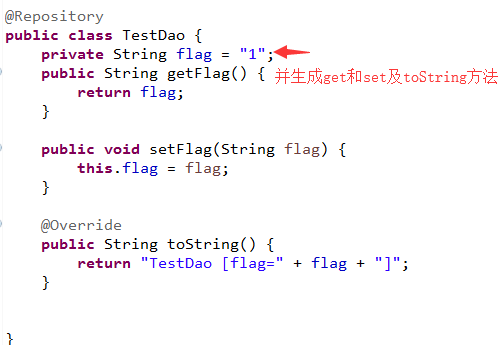 @Repository
public class TestDao {
private String flag = "1";
public String getFlag() { 并生成get和set及toString方法
return flag;
}
public void setFlag(String flag) {
this.flag = flag;
}
@Override
public String toString() {
return "TestDao [flag=" + flag + "]";
}
}